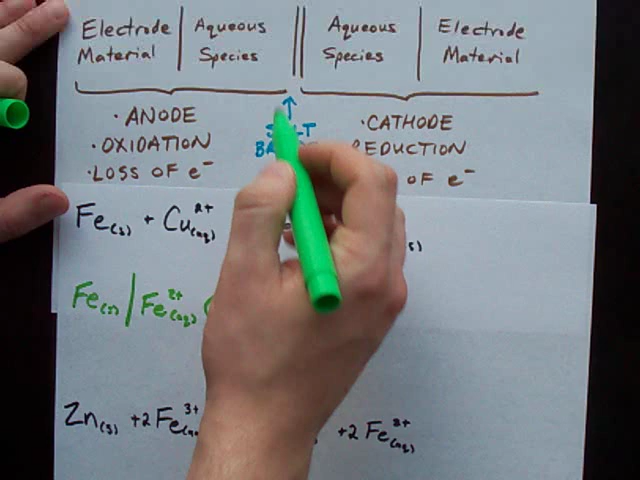 Electrode | Aqueous || Aqueous | Electrode
Material | Species || Species | Material
· ANODE · CATHODE
· OXIDATION REDUCTION
· LOSS OF e⁻ OF e⁻
Fe(s) + Cu²⁺(aq) (s)
Fe(s) | Fe²⁺(aq)
Zn(s) + 2 Fe³⁺(aq) + 2 Fe²⁺(aq)